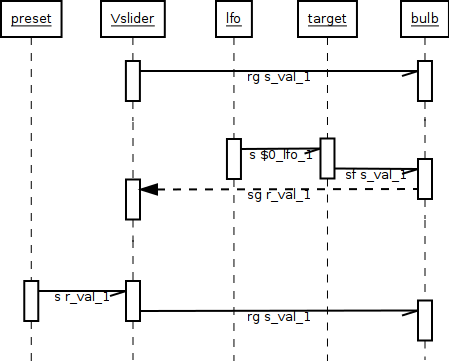 preset Vslider lfo target bulb
rg s_val_1
s $0_lfo_1
sf s_val_1
sg r_val_1
s r_val_1
rg s_val_1